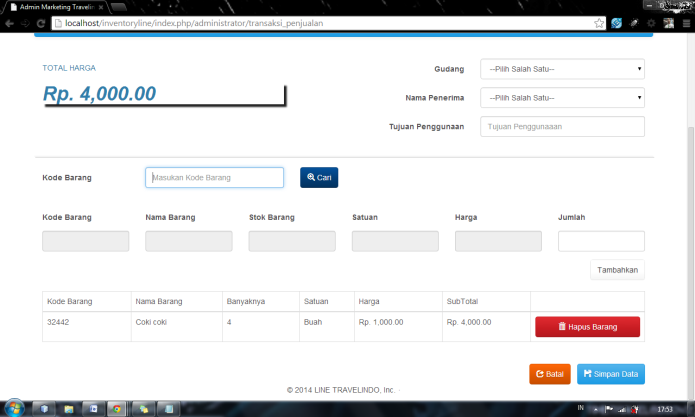 Admin Marketing Travelin
localhost/inventoryline/index.php/administrator/transaksi_penjualan
TOTAL HARGA
Rp. 4,000.00
Gudang
--Pilih Salah Satu--
Nama Penerima
--Pilih Salah Satu--
Tujuan Penggunaan
Tujuan Penggunaaan
Kode Barang
Masukan Kode Barang
Cari
Kode Barang Nama Barang Stok Barang Satuan Harga Jumlah
Tambahkan
Kode Barang Nama Barang Banyaknya Satuan Harga SubTotal
32442 Coki coki 4 Buah Rp. 1,000.00 Rp. 4,000.00 Hapus Barang
Batal Simpan Data
© 2014 LINE TRAVELINDO, Inc. ·
IN 17:53